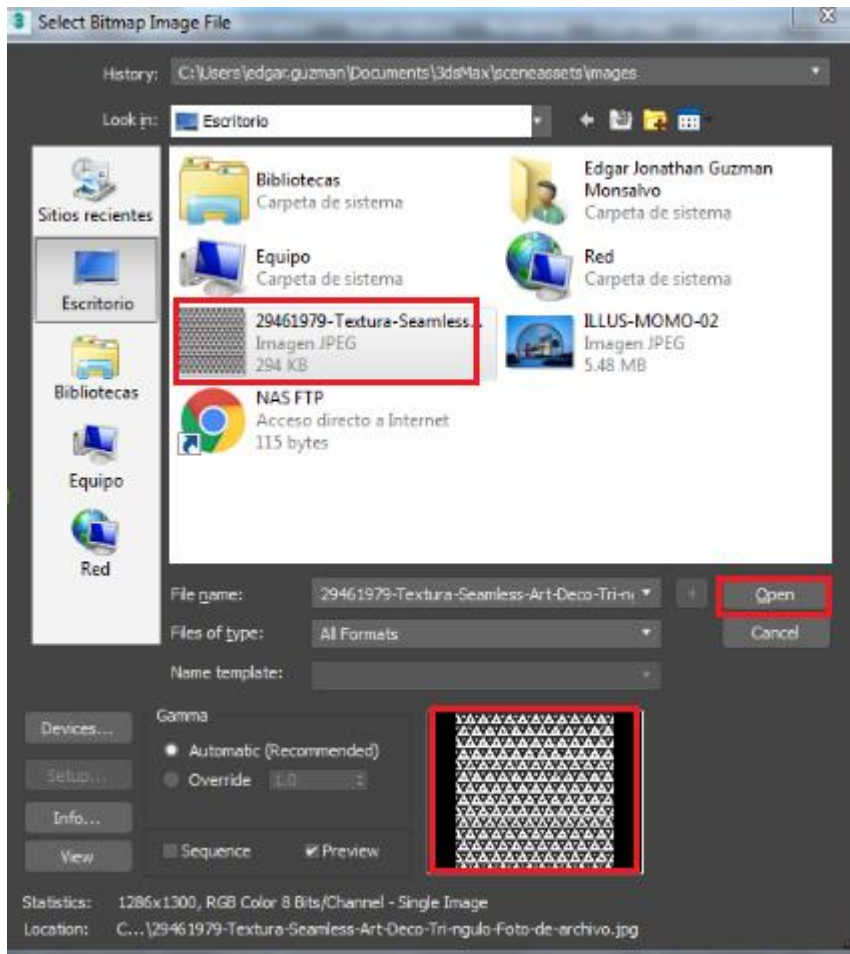 Select Bitmap Image File
History: C:\Users\edgar.guzman\Documents\3dsMax\sceneassets\images
Look in: Escritorio
Sitios recientes
Escritorio
Bibliotecas
Equipo
Red
Bibliotecas
Carpeta de sistema
Edgar Jonathan Guzman
Monsalvo
Carpeta de sistema
Equipo
Carpeta de sistema
Red
Carpeta de sistema
29461979-Textura-Seamless...
Imagen JPEG
294 KB
ILLUS-MOMO-02
Imagen JPEG
5.48 MB
NAS FTP
Acceso directo a Internet
115 bytes
File name: 29461979-Textura-Seamless-Art-Deco-Tri-n
+
Open
Files of type: All Formats
Cancel
Name template:
Devices...
Setup...
Info...
View
Gamma
Automatic (Recommended)
Override 1.0
Sequence
Preview
Statistics: 1286x1300, RGB Color 8 Bits/Channel - Single Image
Location: C...\29461979-Textura-Seamless-Art-Deco-Tri-ngulo-Foto-de-archivo.jpg